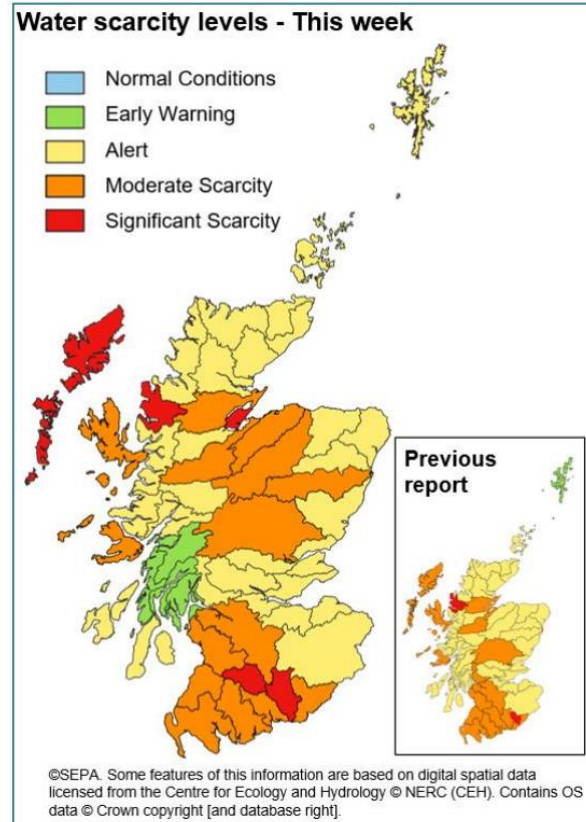 Water scarcity levels - This week
Normal Conditions
Early Warning
Alert
Moderate Scarcity
Significant Scarcity
Previous
report
©SEPA. Some features of this information are based on digital spatial data
licensed from the Centre for Ecology and Hydrology © NERC (CEH). Contains OS
data © Crown copyright [and database right].